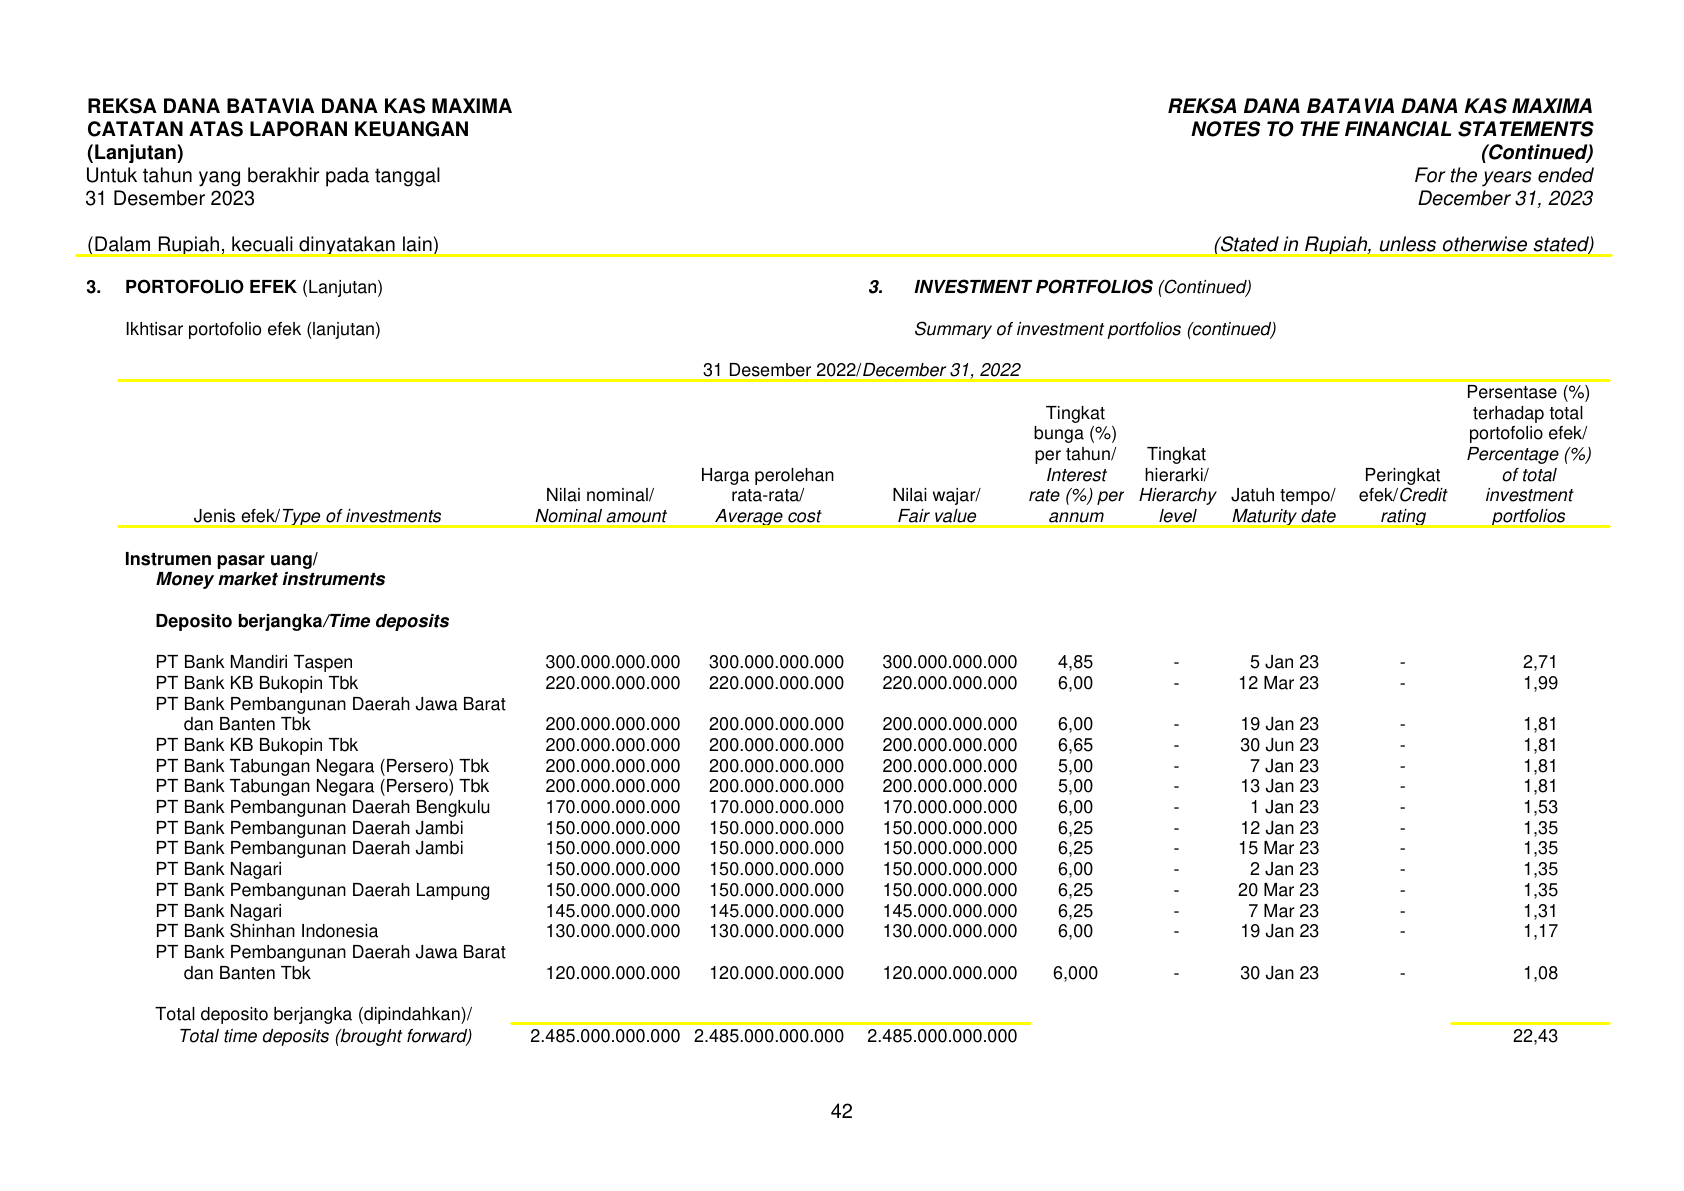 REKSA DANA BATAVIA DANA KAS MAXIMA
CATATAN ATAS LAPORAN KEUANGAN
(Lanjutan)
Untuk tahun yang berakhir pada tanggal
31 Desember 2023
(Dalam Rupiah, kecuali dinyatakan lain)
REKSA DANA BATAVIA DANA KAS MAXIMA
NOTES TO THE FINANCIAL STATEMENTS
(Continued)
For the years ended
December 31, 2023
(Stated in Rupiah, unless otherwise stated)
3. PORTOFOLIO EFEK (Lanjutan)
Ikhtisar portofolio efek (lanjutan)
3. INVESTMENT PORTFOLIOS (Continued)
Summary of investment portfolios (continued)
31 Desember 2022/December 31, 2022
Jenis efek/Type of investments
Nilai nominal/
Nominal amount
Harga perolehan
rata-rata/
Average cost
Nilai wajar/
Fair value
Tingkat
bunga (%)
per tahun/
Interest
rate (%) per
annum
Tingkat
hierarki/
Hierarchy
level
Jatuh tempo/
Maturity date
Peringkat
efek/Credit
rating
Persentase (%)
terhadap total
portofolio efek/
Percentage (%)
of total
investment
portfolios
Instrumen pasar uang/
Money market instruments
Deposito berjangka/Time deposits
PT Bank Mandiri Taspen 300.000.000.000 300.000.000.000 300.000.000.000 4,85 - 5 Jan 23 - 2,71
PT Bank KB Bukopin Tbk 220.000.000.000 220.000.000.000 220.000.000.000 6,00 - 12 Mar 23 - 1,99
PT Bank Pembangunan Daerah Jawa Barat
dan Banten Tbk 200.000.000.000 200.000.000.000 200.000.000.000 6,00 - 19 Jan 23 - 1,81
PT Bank KB Bukopin Tbk 200.000.000.000 200.000.000.000 200.000.000.000 6,65 - 30 Jun 23 - 1,81
PT Bank Tabungan Negara (Persero) Tbk 200.000.000.000 200.000.000.000 200.000.000.000 5,00 - 7 Jan 23 - 1,81
PT Bank Tabungan Negara (Persero) Tbk 200.000.000.000 200.000.000.000 200.000.000.000 5,00 - 13 Jan 23 - 1,81
PT Bank Pembangunan Daerah Bengkulu 170.000.000.000 170.000.000.000 170.000.000.000 6,00 - 1 Jan 23 - 1,53
PT Bank Pembangunan Daerah Jambi 150.000.000.000 150.000.000.000 150.000.000.000 6,25 - 12 Jan 23 - 1,35
PT Bank Pembangunan Daerah Jambi 150.000.000.000 150.000.000.000 150.000.000.000 6,25 - 15 Mar 23 - 1,35
PT Bank Nagari 150.000.000.000 150.000.000.000 150.000.000.000 6,00 - 2 Jan 23 - 1,35
PT Bank Pembangunan Daerah Lampung 150.000.000.000 150.000.000.000 150.000.000.000 6,25 - 20 Mar 23 - 1,35
PT Bank Nagari 145.000.000.000 145.000.000.000 145.000.000.000 6,25 - 7 Mar 23 - 1,31
PT Bank Shinhan Indonesia 130.000.000.000 130.000.000.000 130.000.000.000 6,00 - 19 Jan 23 - 1,17
PT Bank Pembangunan Daerah Jawa Barat
dan Banten Tbk 120.000.000.000 120.000.000.000 120.000.000.000 6,000 - 30 Jan 23 - 1,08
Total deposito berjangka (dipindahkan)/
Total time deposits (brought forward) 2.485.000.000.000 2.485.000.000.000 2.485.000.000.000 22,43
42